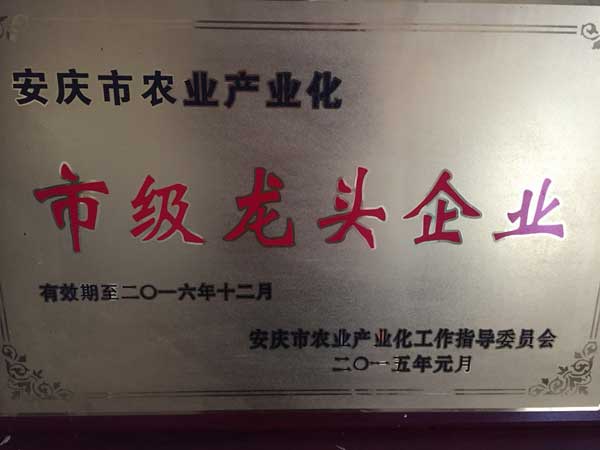 安庆市农业产业化
市级龙头企业
有效期至二〇一六年十二月
安庆市农业产业化工作指导委员会
二〇一五年元月